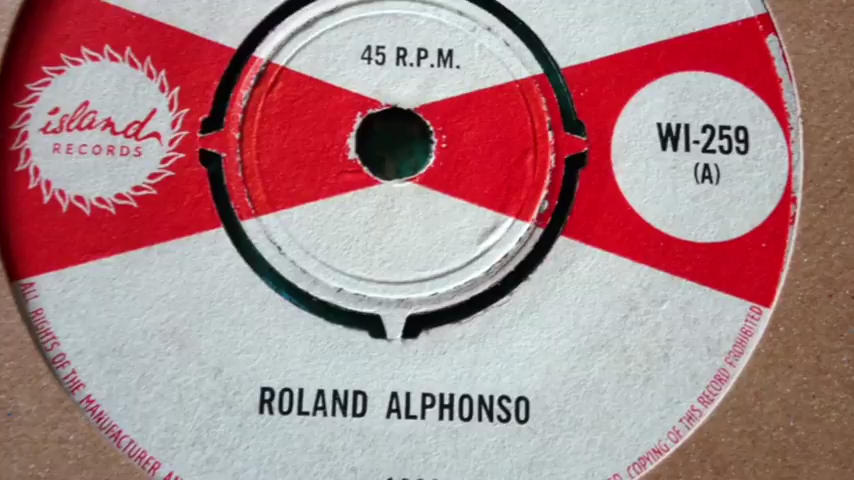 45 R.P.M.
island
RECORDS
WI-259
(A)
ROLAND ALPHONSO
ALL RIGHTS OF THE MANUFACTURER
COPYING OF THIS RECORD PROHIBITED